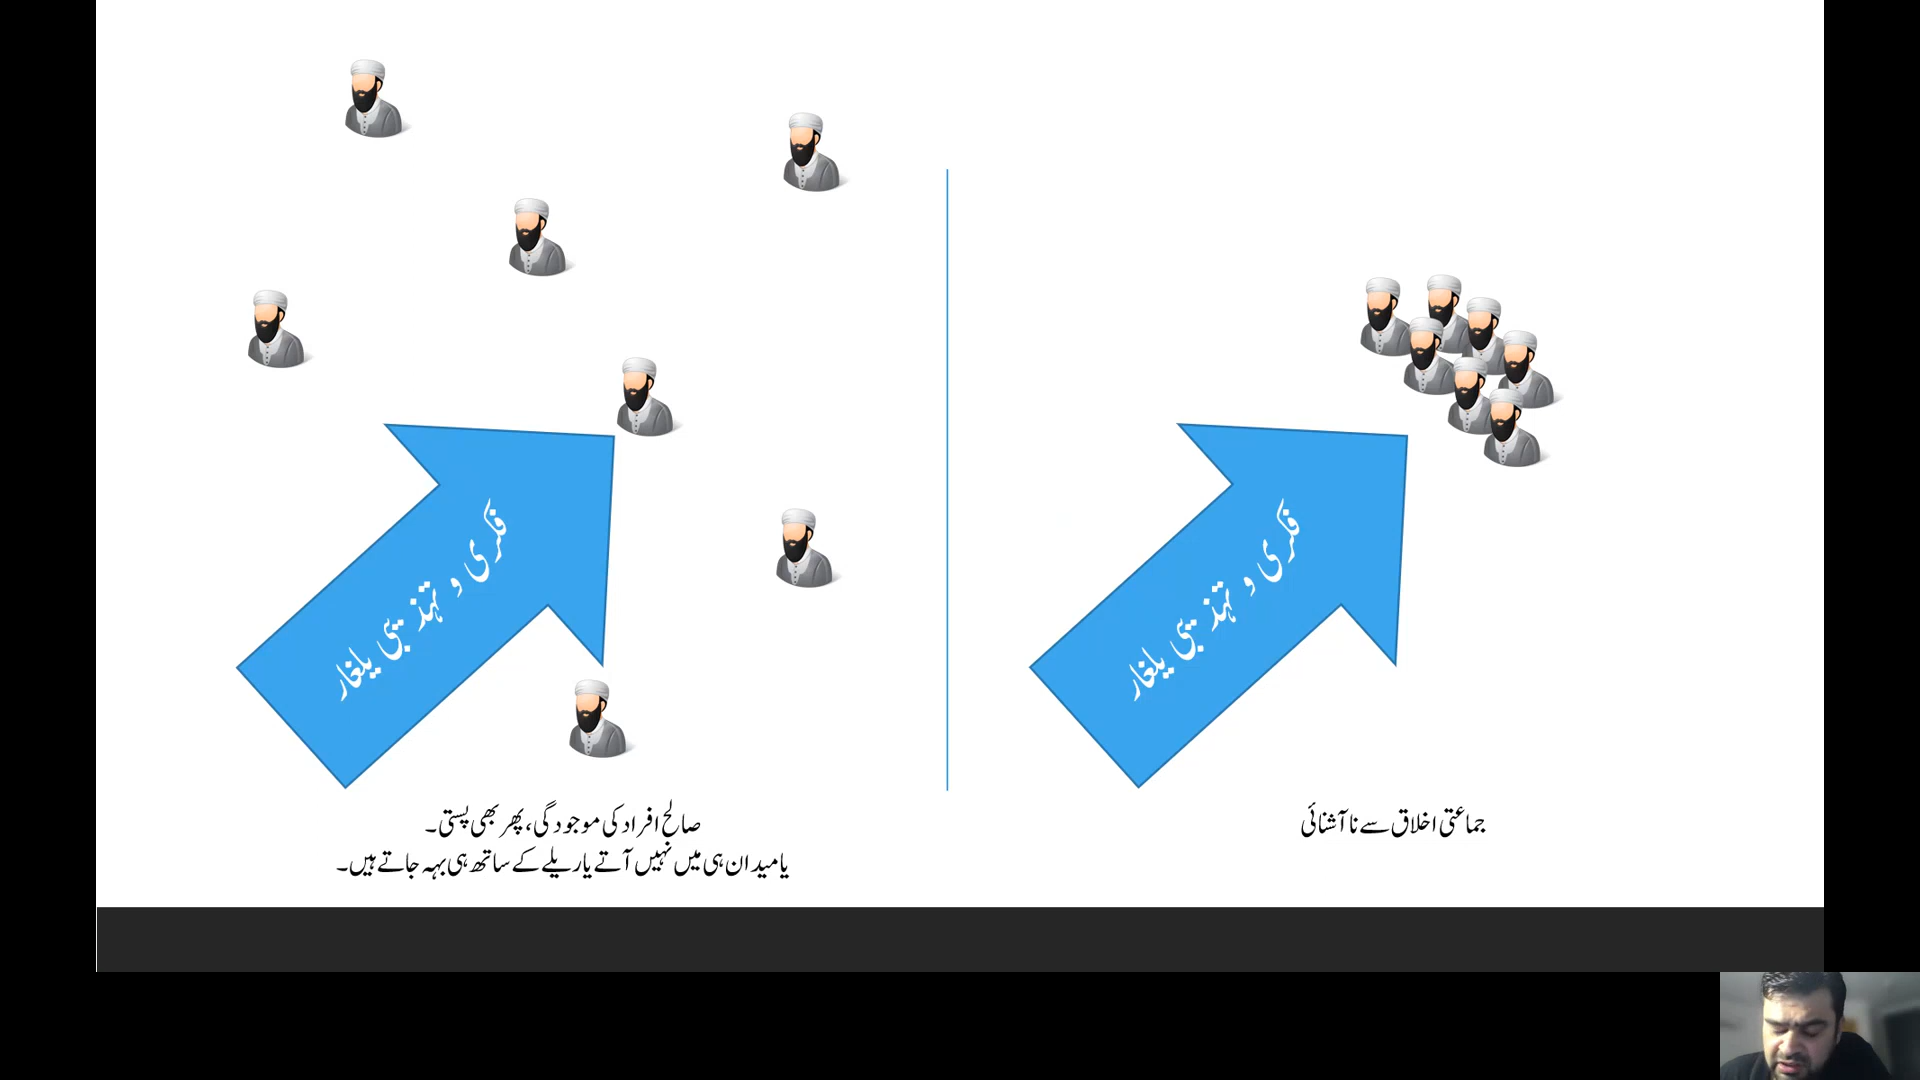 فکری و تہذیبی یلغار
صالح افراد کی موجودگی، پھر بھی پستی۔
یا میدان ہی میں نہیں آتے یا ریلے کے ساتھ ہی بہہ جاتے ہیں۔
فکری و تہذیبی یلغار
جماعتی اخلاق سے ناآشنائی